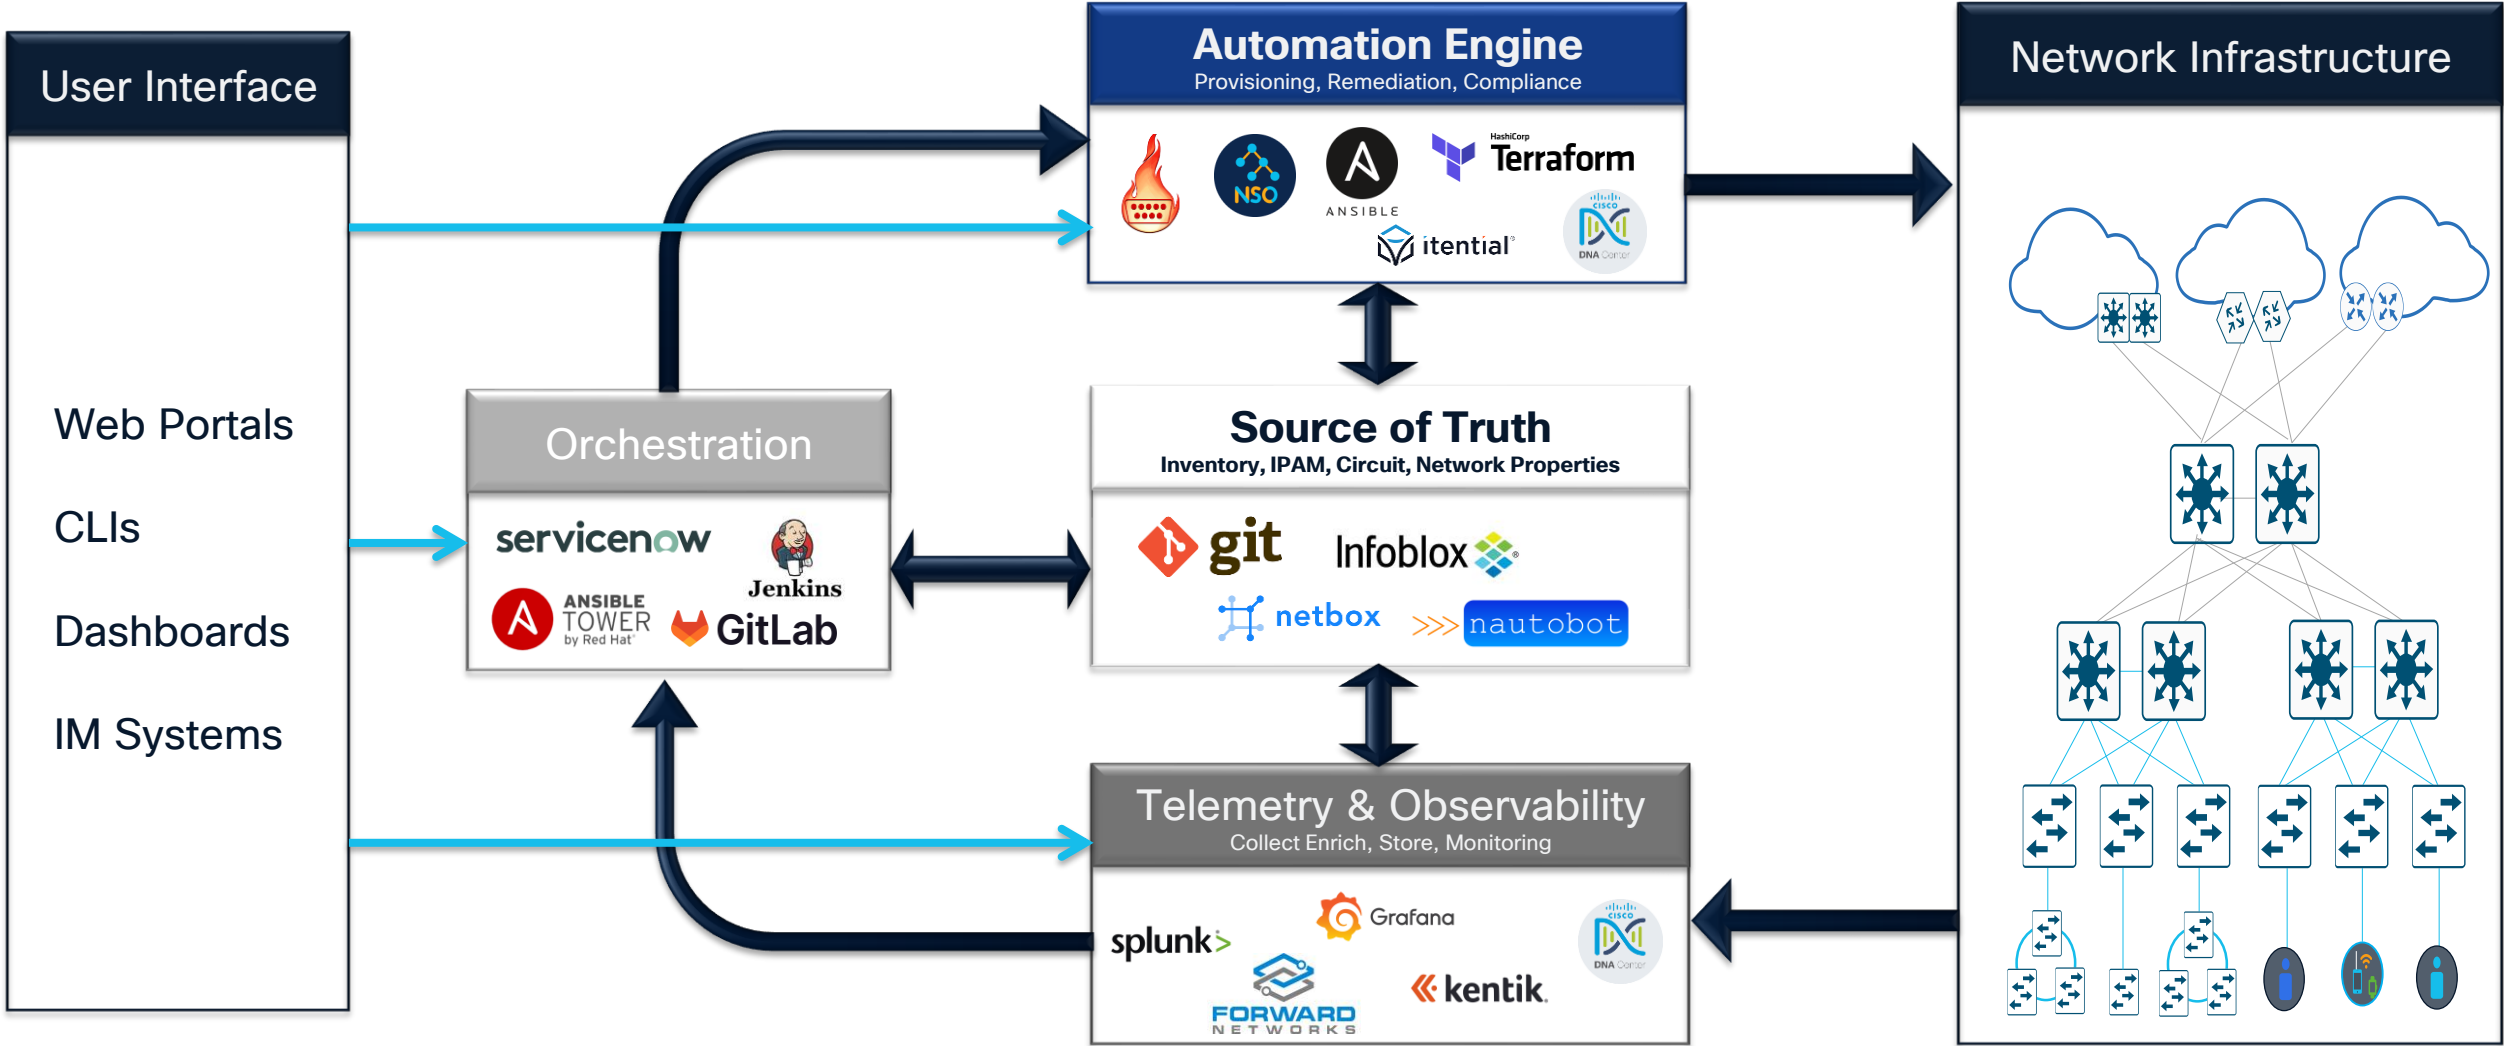 User Interface
Web Portals
CLIs
Dashboards
IM Systems
Orchestration
servicenow
Jenkins
ANSIBLE
TOWER
by Red Hat®
GitLab
Automation Engine
Provisioning, Remediation, Compliance
NSO
ANSIBLE
HashiCorp
Terraform
itential
CISCO
DNA Center
Source of Truth
Inventory, IPAM, Circuit, Network Properties
git
Infoblox®
netbox
>>> nautobot
Telemetry & Observability
Collect Enrich, Store, Monitoring
splunk>
Grafana
FORWARD
NETWORKS
kentik.
CISCO
DNA Center
Network Infrastructure